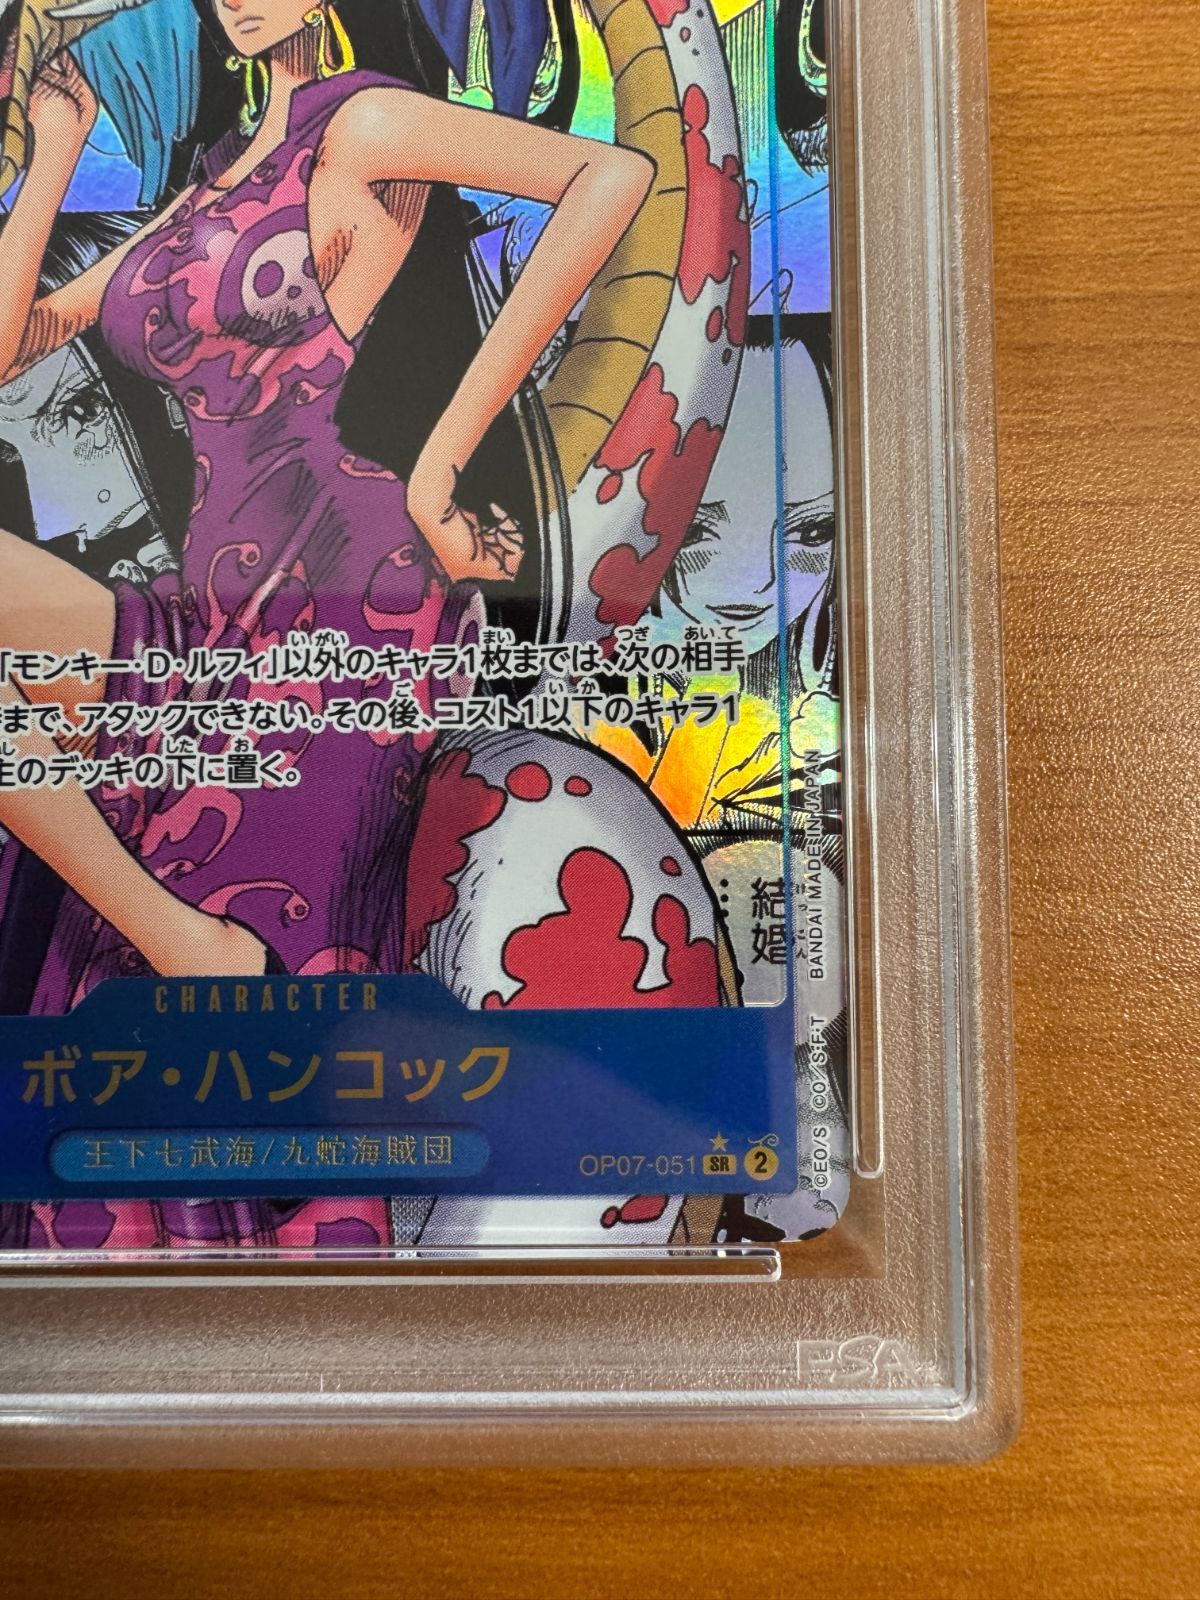 「モンキー・D・ルフィ」以外のキャラ1枚までは、次の相手
まで、アタックできない。その後、コスト1以下のキャラ1
主のデッキの下に置く。
…結婚
BANDAI MADE IN JAPAN
©EO/S ©O/S・F・T
CHARACTER
ボア・ハンコック
王下七武海/九蛇海賊団
OP07-051 SR 2
PSA